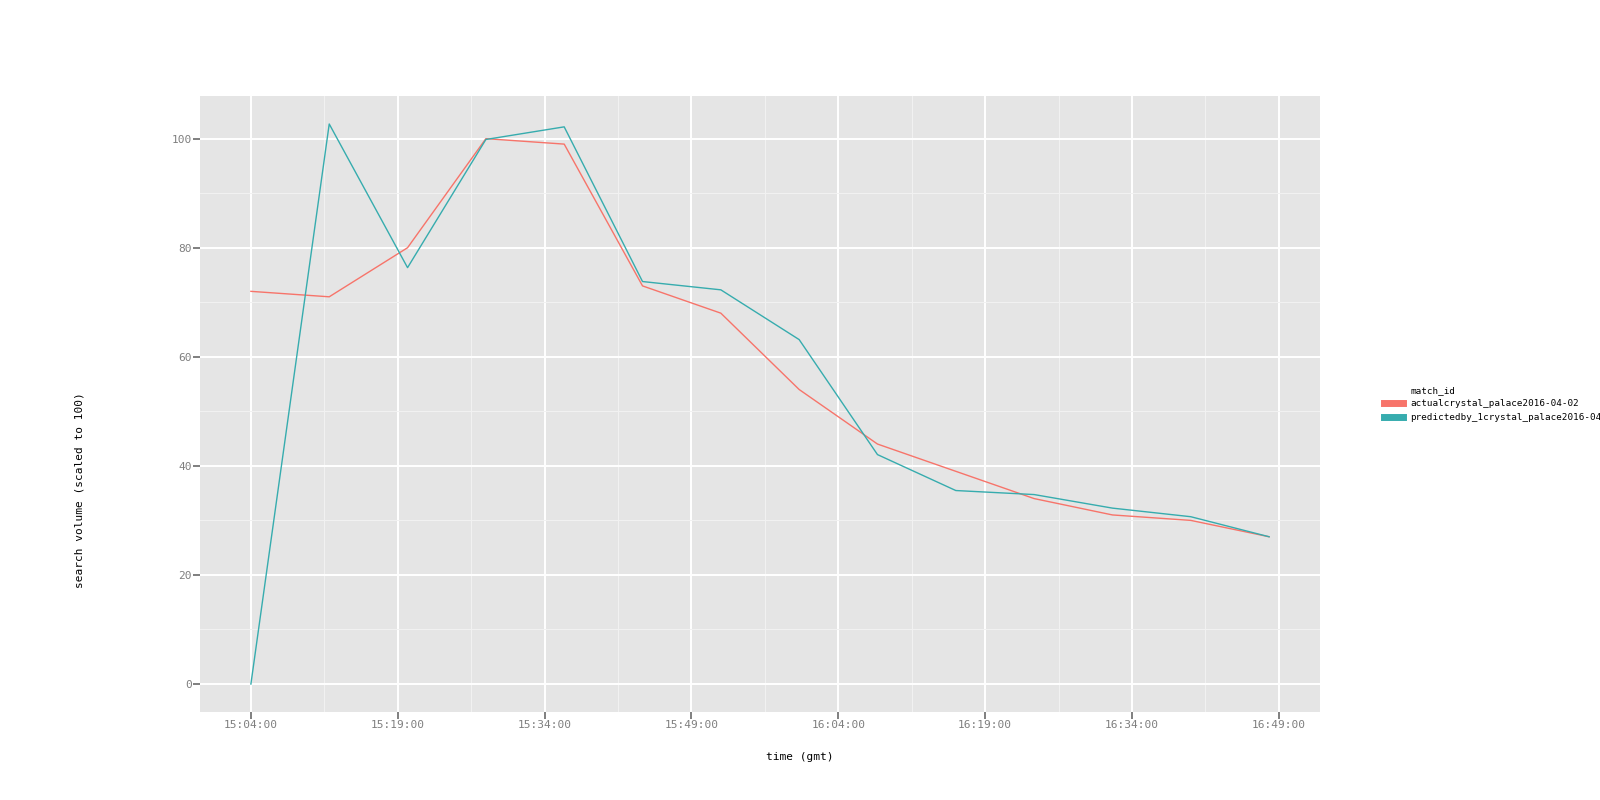 100
80
60
40
20
0
search volume (scaled to 100)
15:04:00 15:19:00 15:34:00 15:49:00 16:04:00 16:19:00 16:34:00 16:49:00
time (gmt)
match_id
actualcrystal_palace2016-04-02
predictedby_1crystal_palace2016-04